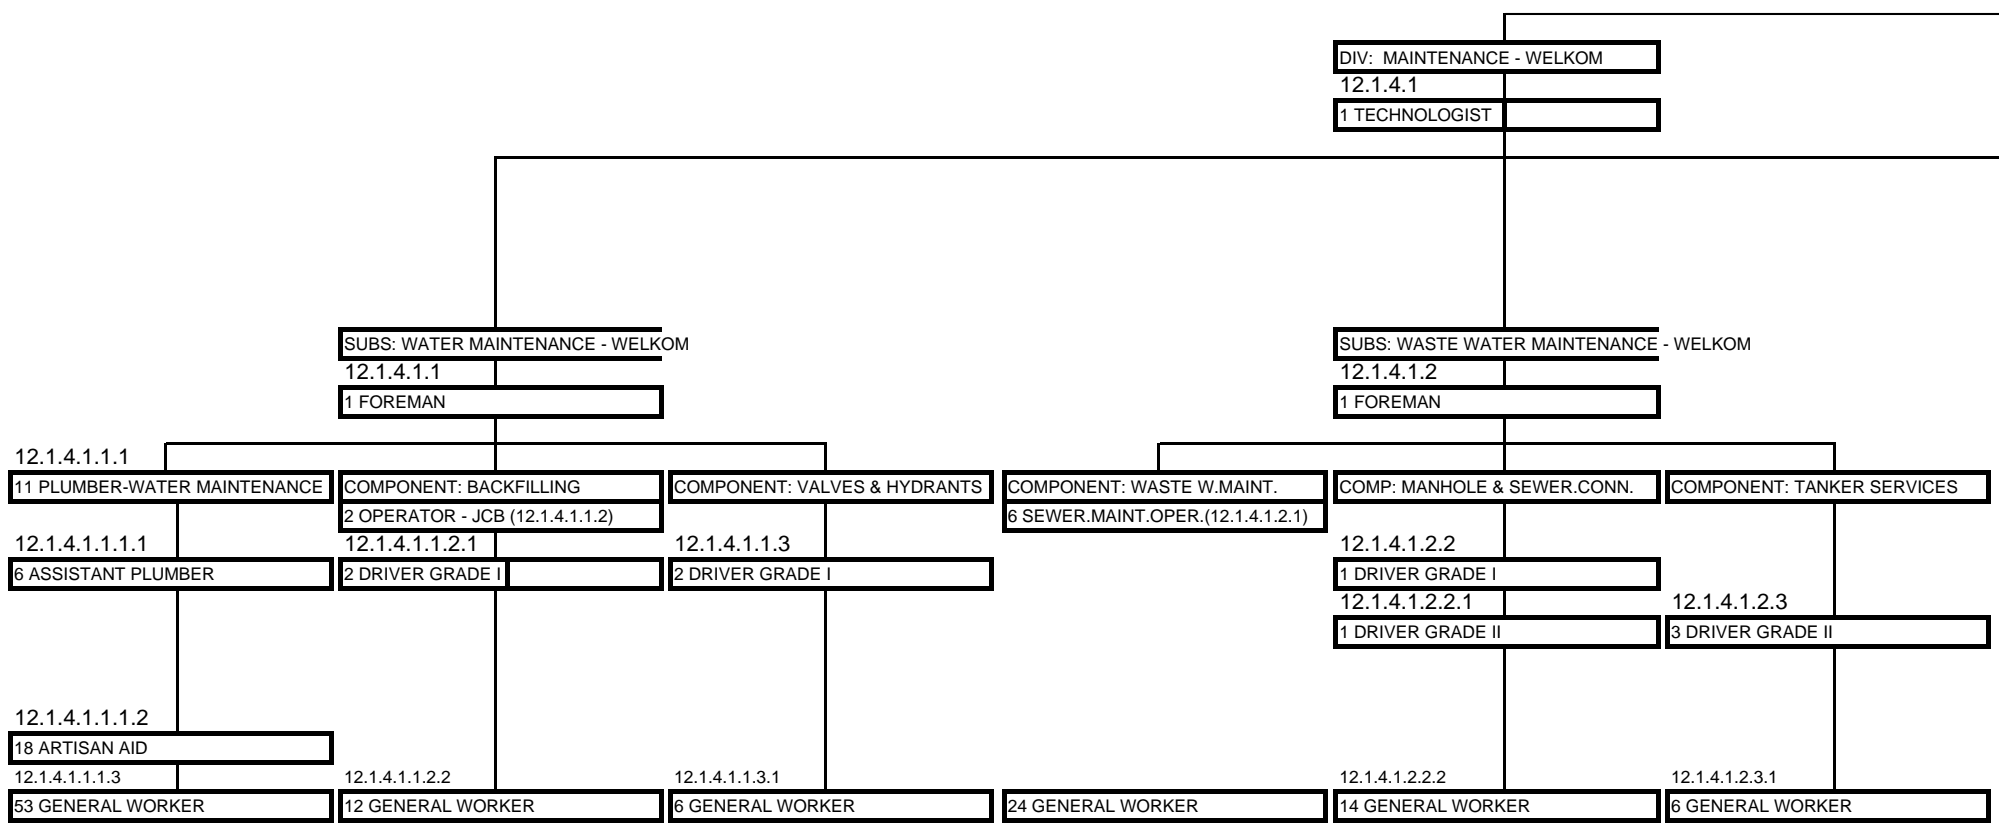 DIV:  MAINTENANCE - WELKOM
12.1.4.1
1 TECHNOLOGIST
SUBS: WATER MAINTENANCE - WELKOM
12.1.4.1.1
1 FOREMAN
SUBS: WASTE WATER MAINTENANCE - WELKOM
12.1.4.1.2
1 FOREMAN
12.1.4.1.1.1
11 PLUMBER-WATER MAINTENANCE
12.1.4.1.1.1.1
6 ASSISTANT PLUMBER
12.1.4.1.1.1.2
18 ARTISAN AID
12.1.4.1.1.1.3
53 GENERAL WORKER
COMPONENT: BACKFILLING
2 OPERATOR - JCB (12.1.4.1.1.2)
12.1.4.1.1.2.1
2 DRIVER GRADE I
12.1.4.1.1.2.2
12 GENERAL WORKER
COMPONENT: VALVES & HYDRANTS
12.1.4.1.1.3
2 DRIVER GRADE I
12.1.4.1.1.3.1
6 GENERAL WORKER
COMPONENT: WASTE W.MAINT.
6 SEWER.MAINT.OPER.(12.1.4.1.2.1)
24 GENERAL WORKER
COMP: MANHOLE & SEWER.CONN.
12.1.4.1.2.2
1 DRIVER GRADE I
12.1.4.1.2.2.1
1 DRIVER GRADE II
12.1.4.1.2.2.2
14 GENERAL WORKER
COMPONENT: TANKER SERVICES
12.1.4.1.2.3
3 DRIVER GRADE II
12.1.4.1.2.3.1
6 GENERAL WORKER